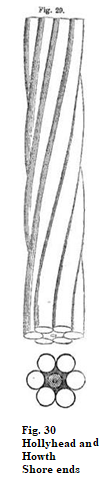 Fig. 29.
Fig. 30
Hollyhead and
Howth
Shore ends